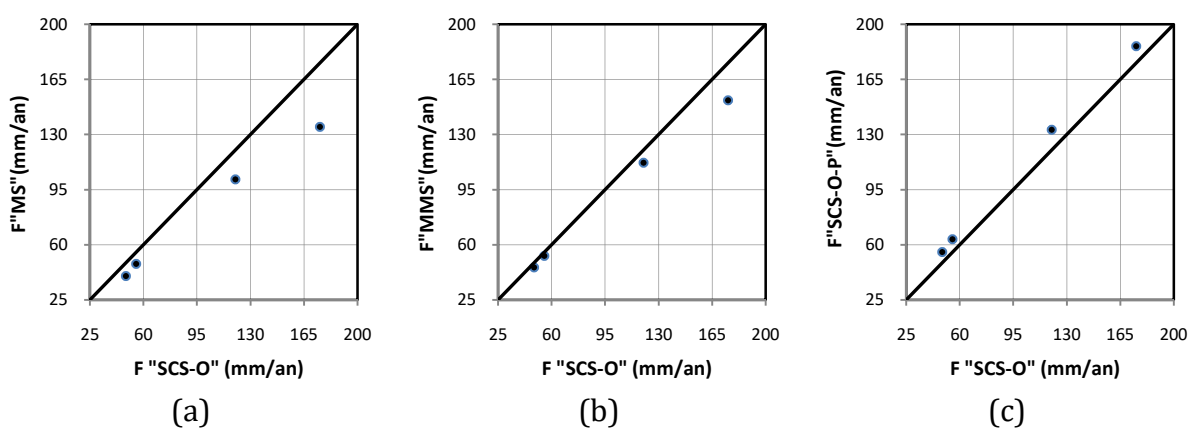 F"MS"(mm/an)
200
165
130
95
60
25
25 60 95 130 165 200
F "SCS-O" (mm/an)
(a)
F"MMS"(mm/an)
200
165
130
95
60
25
25 60 95 130 165 200
F "SCS-O" (mm/an)
(b)
F"SCS-O-P"(mm/an)
200
165
130
95
60
25
25 60 95 130 165 200
F "SCS-O" (mm/an)
(c)